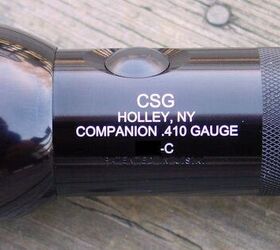 CSG
HOLLEY, NY
COMPANION .410 GAUGE
-C